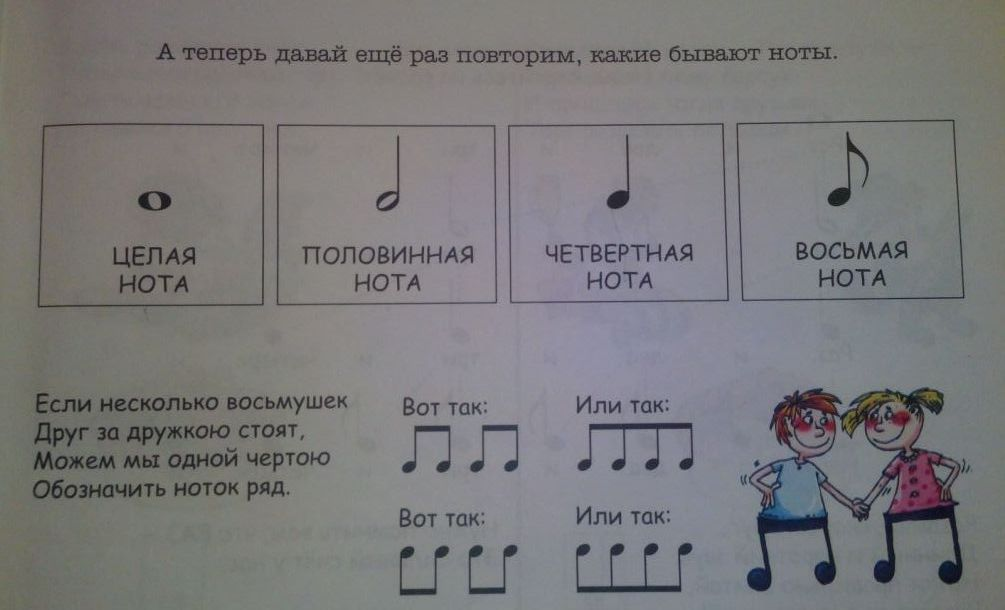 А теперь давай ещё раз повторим, какие бывают ноты.
ЦЕЛАЯ
НОТА
ПОЛОВИННАЯ
НОТА
ЧЕТВЕРТНАЯ
НОТА
ВОСЬМАЯ
НОТА
Если несколько восьмушек
Друг за дружкою стоят,
Можем мы одной чертою
Обозначить ноток ряд.
Вот так:
Или так:
Вот так:
Или так: